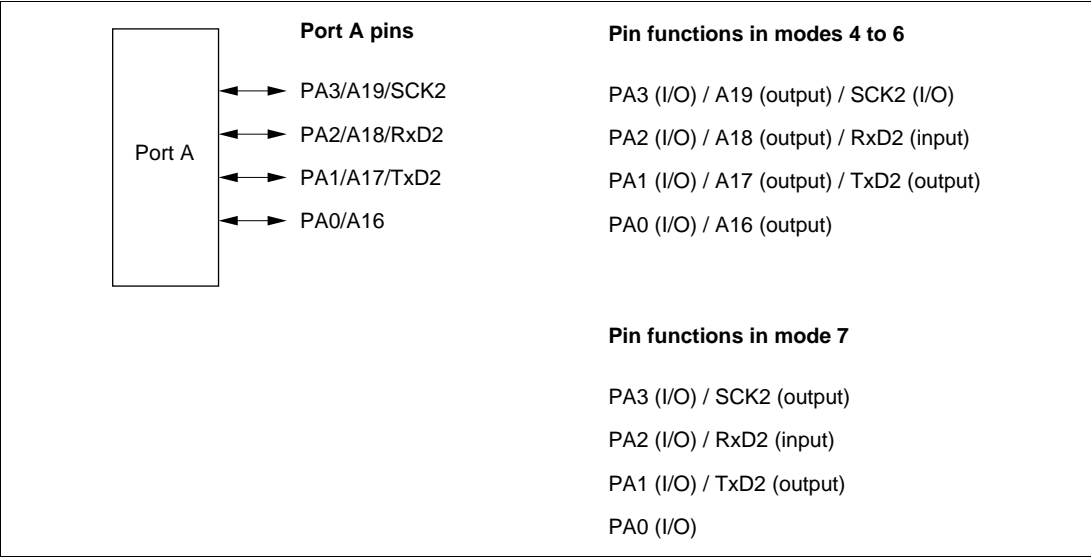 Port A pins
Pin functions in modes 4 to 6
Port A
PA3/A19/SCK2
PA3 (I/O) / A19 (output) / SCK2 (I/O)
PA2/A18/RxD2
PA2 (I/O) / A18 (output) / RxD2 (input)
PA1/A17/TxD2
PA1 (I/O) / A17 (output) / TxD2 (output)
PA0/A16
PA0 (I/O) / A16 (output)
Pin functions in mode 7
PA3 (I/O) / SCK2 (output)
PA2 (I/O) / RxD2 (input)
PA1 (I/O) / TxD2 (output)
PA0 (I/O)